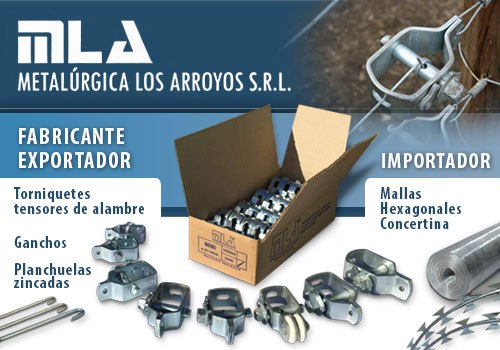 MLA
METALÚRGICA LOS ARROYOS S.R.L.
FABRICANTE
EXPORTADOR
Torniquetes
tensores de alambre
Ganchos
Planchuelas
zincadas
MLA
IMPORTADOR
Mallas
Hexagonales
Concertina